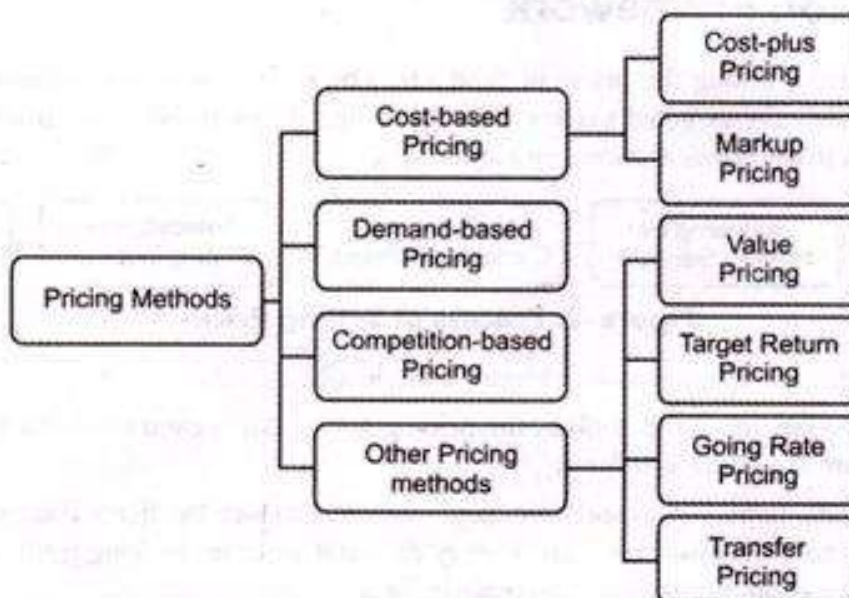 Pricing Methods
Cost-based
Pricing
Demand-based
Pricing
Competition-based
Pricing
Other Pricing
methods
Cost-plus
Pricing
Markup
Pricing
Value
Pricing
Target Return
Pricing
Going Rate
Pricing
Transfer
Pricing